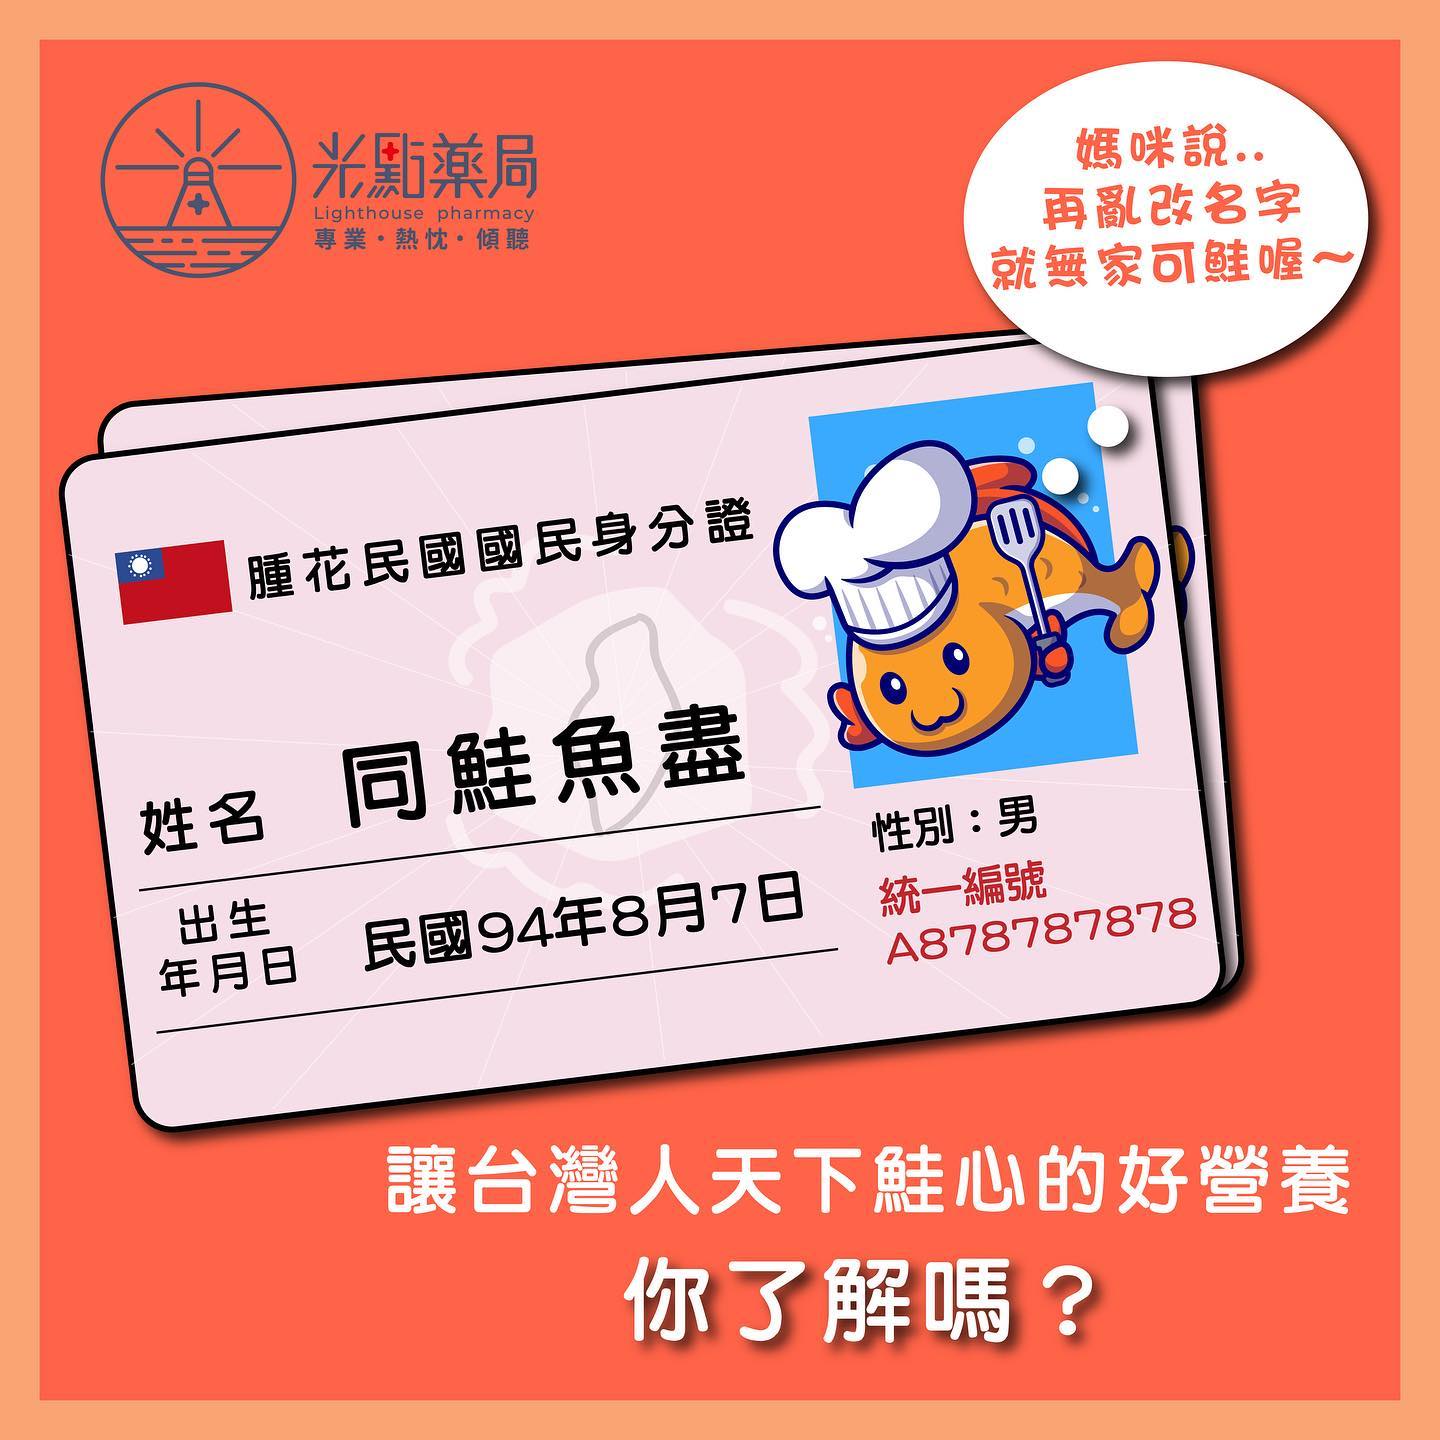 光點藥局
Lighthouse pharmacy
專業・熱忱・傾聽
媽咪說..
再亂改名字
就無家可鮭喔~
腫花民國國民身分證
姓名 同鮭魚盡
出生年月日 民國94年8月7日
性別：男
統一編號
A878787878
讓台灣人天下鮭心的好營養
你了解嗎？